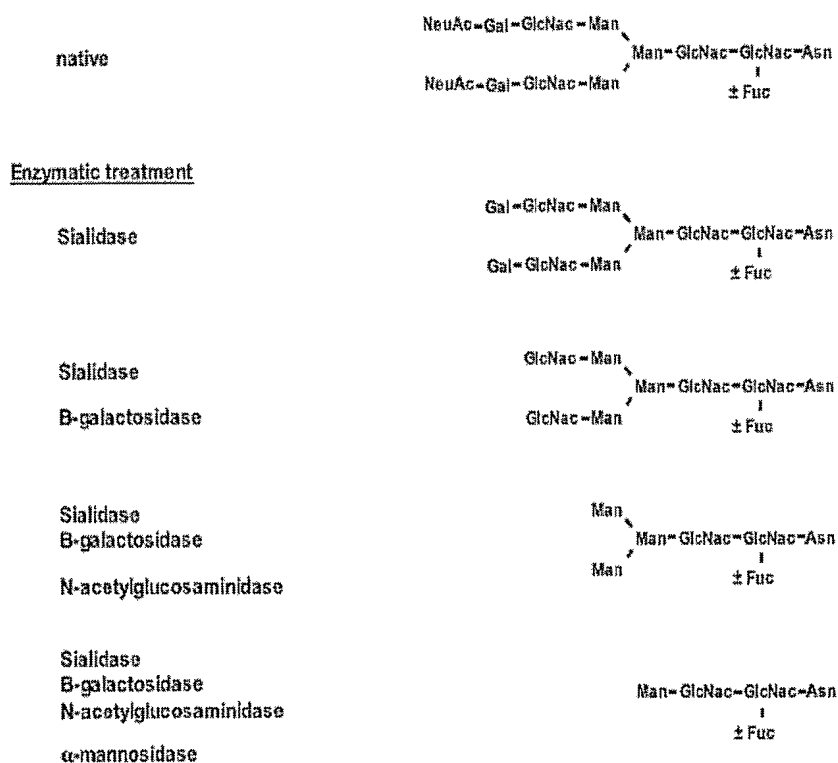 NeuAc-Gal-GlcNac-Man
native
Man-GlcNac-GlcNac-Asn
NeuAc-Gal-GlcNac-Man
± Fuc
Enzymatic treatment
Gal-GlcNac-Man
Sialidase
Man-GlcNac-GlcNac-Asn
Gal-GlcNac-Man
± Fuc
GlcNac-Man
Sialidase
Man-GlcNac-GlcNac-Asn
B-galactosidase
GlcNac-Man
± Fuc
Sialidase
Man
B-galactosidase
Man-GlcNac-GlcNac-Asn
Man
N-acetylglucosaminidase
± Fuc
Sialidase
B-galactosidase
Man-GlcNac-GlcNac-Asn
N-acetylglucosaminidase
± Fuc
α-mannosidase